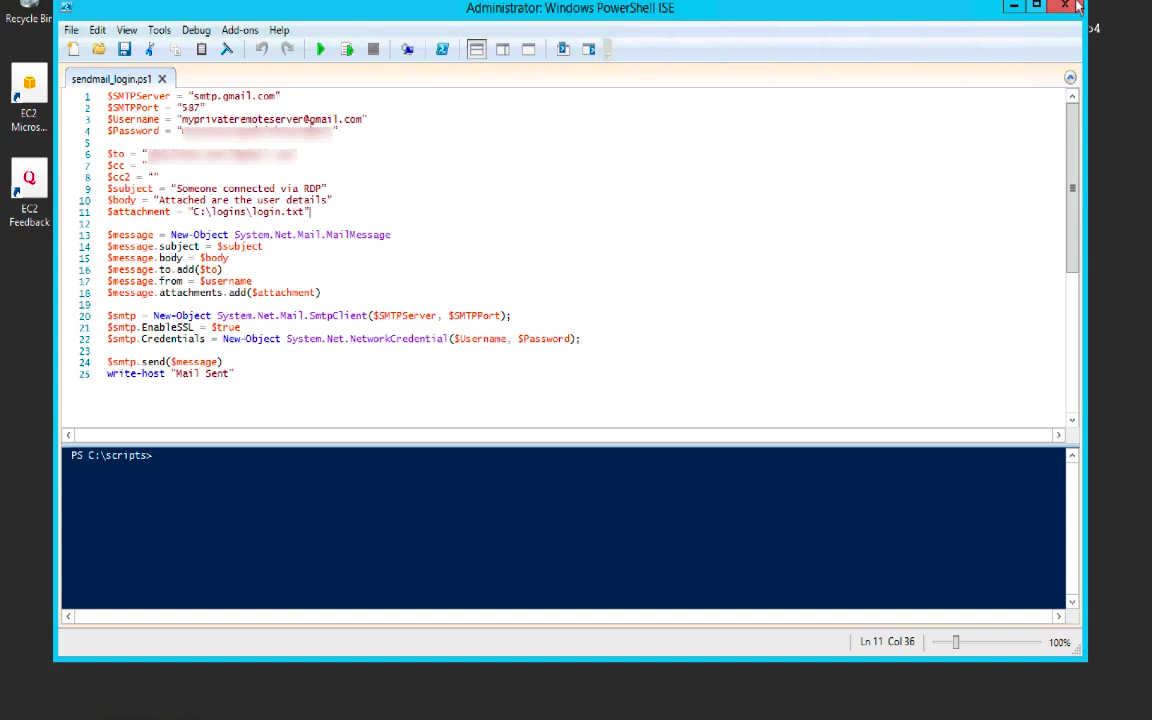 Administrator: Windows PowerShell ISE
Recycle Bin
File Edit View Tools Debug Add-ons Help
sendmail_login.ps1
EC2
Micros...
EC2
Feedback
1 $SMTPServer = "smtp.gmail.com"
2 $SMTPPort = "587"
3 $Username = "myprivateremoteserver@gmail.com"
4 $Password = " "
5
6 $to = "
7 $cc = "
8 $cc2 = ""
9 $subject = "Someone connected via RDP"
10 $body = "Attached are the user details"
11 $attachment = "C:\logins\login.txt"
12
13 $message = New-Object System.Net.Mail.MailMessage
14 $message.subject = $subject
15 $message.body = $body
16 $message.to.add($to)
17 $message.from = $username
18 $message.attachments.add($attachment)
19
20 $smtp = New-Object System.Net.Mail.SmtpClient($SMTPServer, $SMTPPort);
21 $smtp.EnableSSL = $true
22 $smtp.Credentials = New-Object System.Net.NetworkCredential($Username, $Password);
23
24 $smtp.send($message)
25 write-host "Mail Sent"
PS C:\scripts>
Ln 11 Col 36
100%